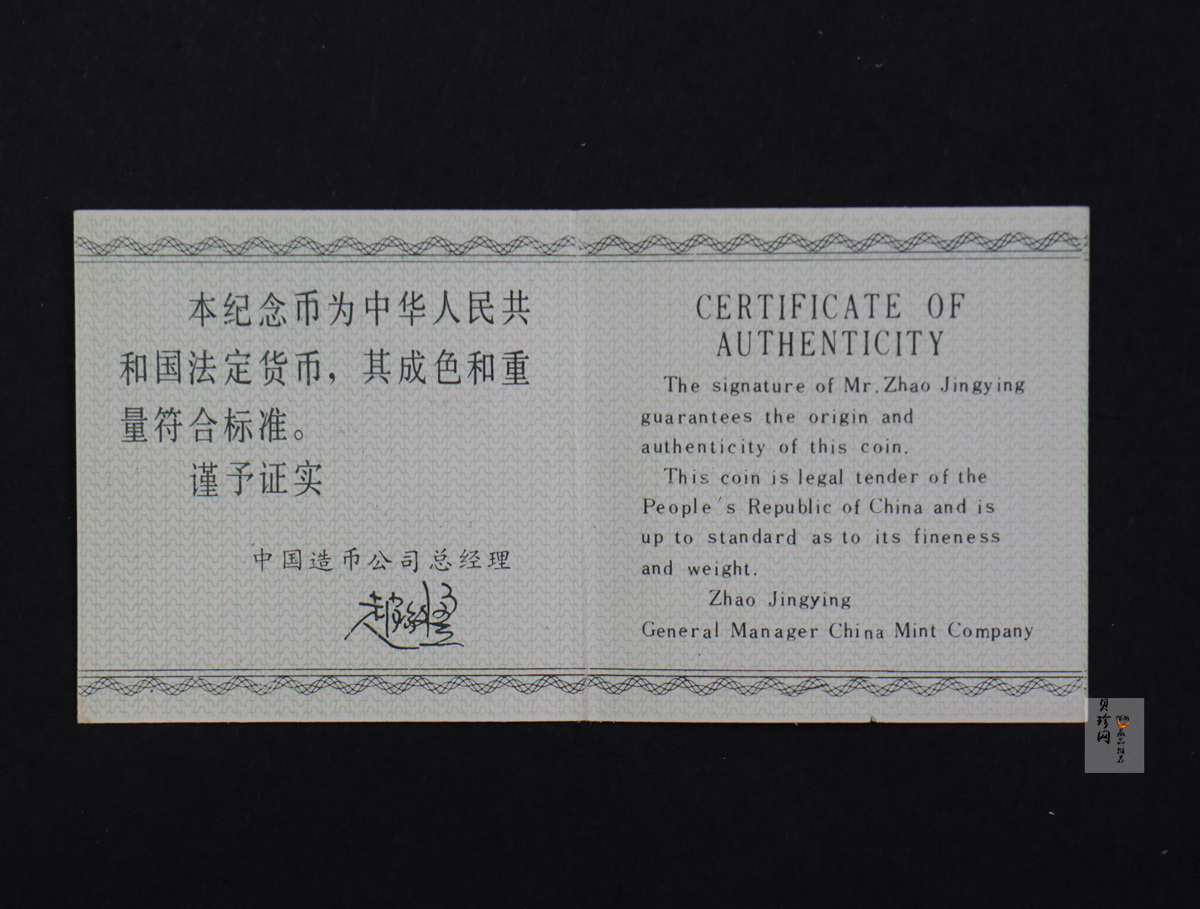 本纪念币为中华人民共
和国法定货币，其成色和重
量符合标准。
谨予证实
中国造币公司总经理
CERTIFICATE OF
AUTHENTICITY
The signature of Mr. Zhao Jingying
guarantees the origin and
authenticity of this coin.
This coin is legal tender of the
People's Republic of China and is
up to standard as to its fineness
and weight.
Zhao Jingying
General Manager China Mint Company
贝珍网